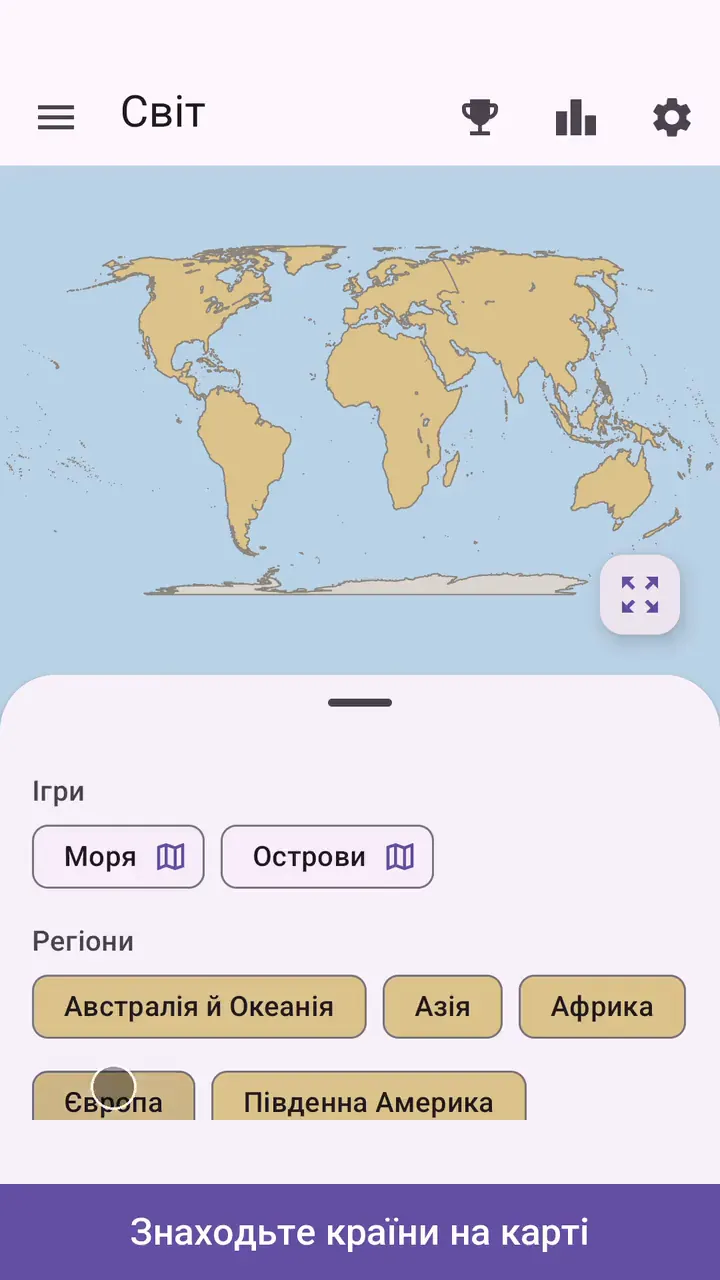 Світ
Ігри
Моря
Острови
Регіони
Австралія й Океанія
Азія
Африка
Європа
Південна Америка
Знаходьте країни на карті